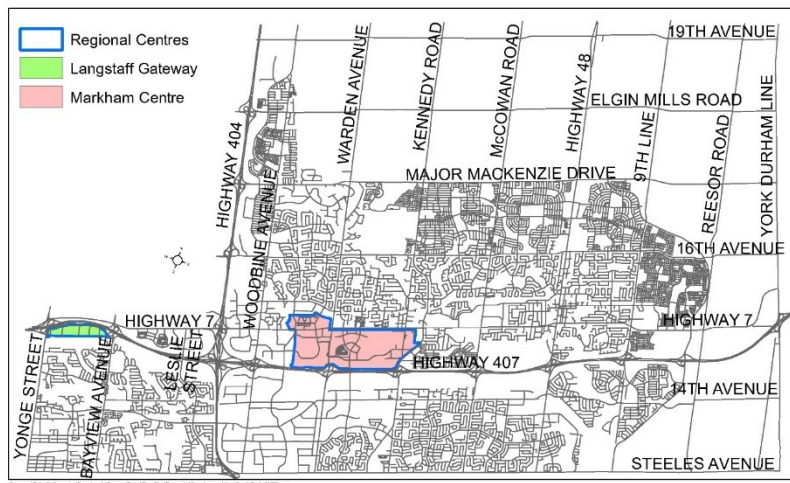 Regional Centres
Langstaff Gateway
Markham Centre
19TH AVENUE
ELGIN MILLS ROAD
MAJOR MACKENZIE DRIVE
16TH AVENUE
HIGHWAY 7
HIGHWAY 7
HIGHWAY 407
14TH AVENUE
STEELES AVENUE
YONGE STREET
BAYVIEW AVENUE
LESLIE
STREET
HIGHWAY 404
WOODBINE AVENUE
WARDEN AVENUE
KENNEDY ROAD
McCOWAN ROAD
HIGHWAY 48
9TH LINE
REESOR ROAD
YORK DURHAM LINE